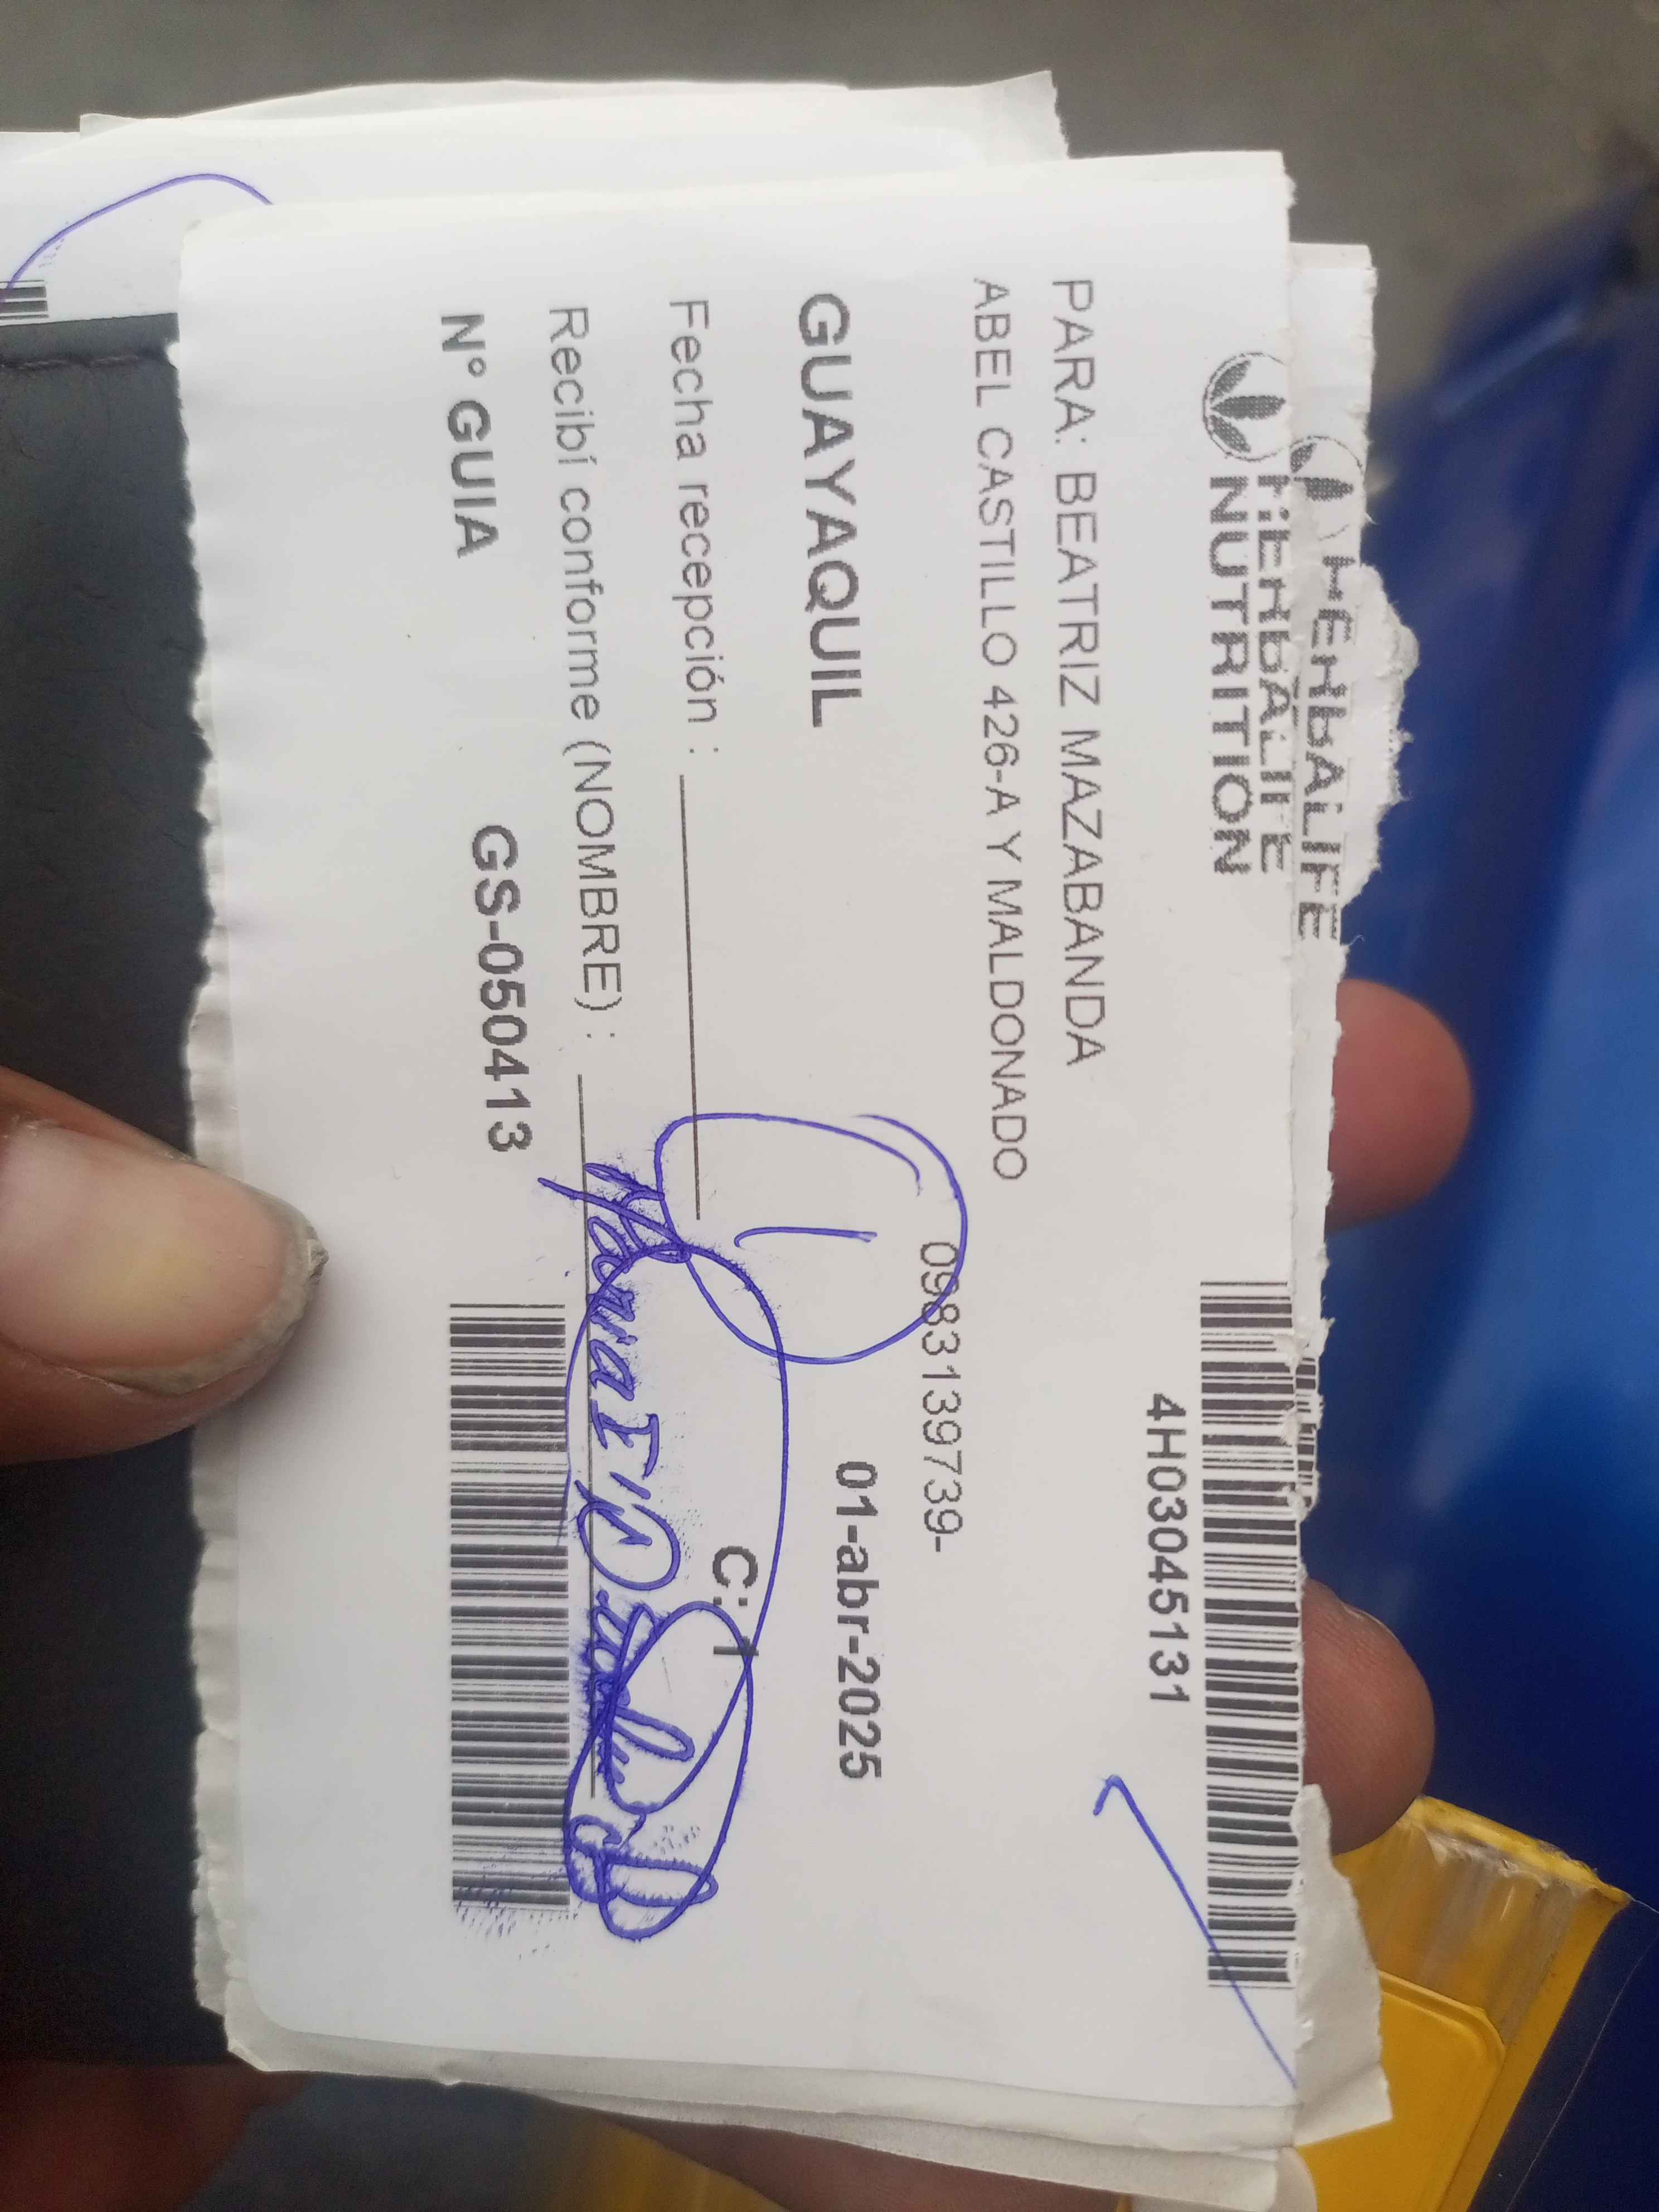 HERBALIFE
HERBALIFE
NUTRITION
4H03045131
PARA: BEATRIZ MAZABANDA
ABEL CASTILLO 426-A Y MALDONADO
0983139739-
GUAYAQUIL
01-abr-2025
Fecha recepción :
C: 1
Recibí conforme (NOMBRE) :
N° GUIA
GS-050413